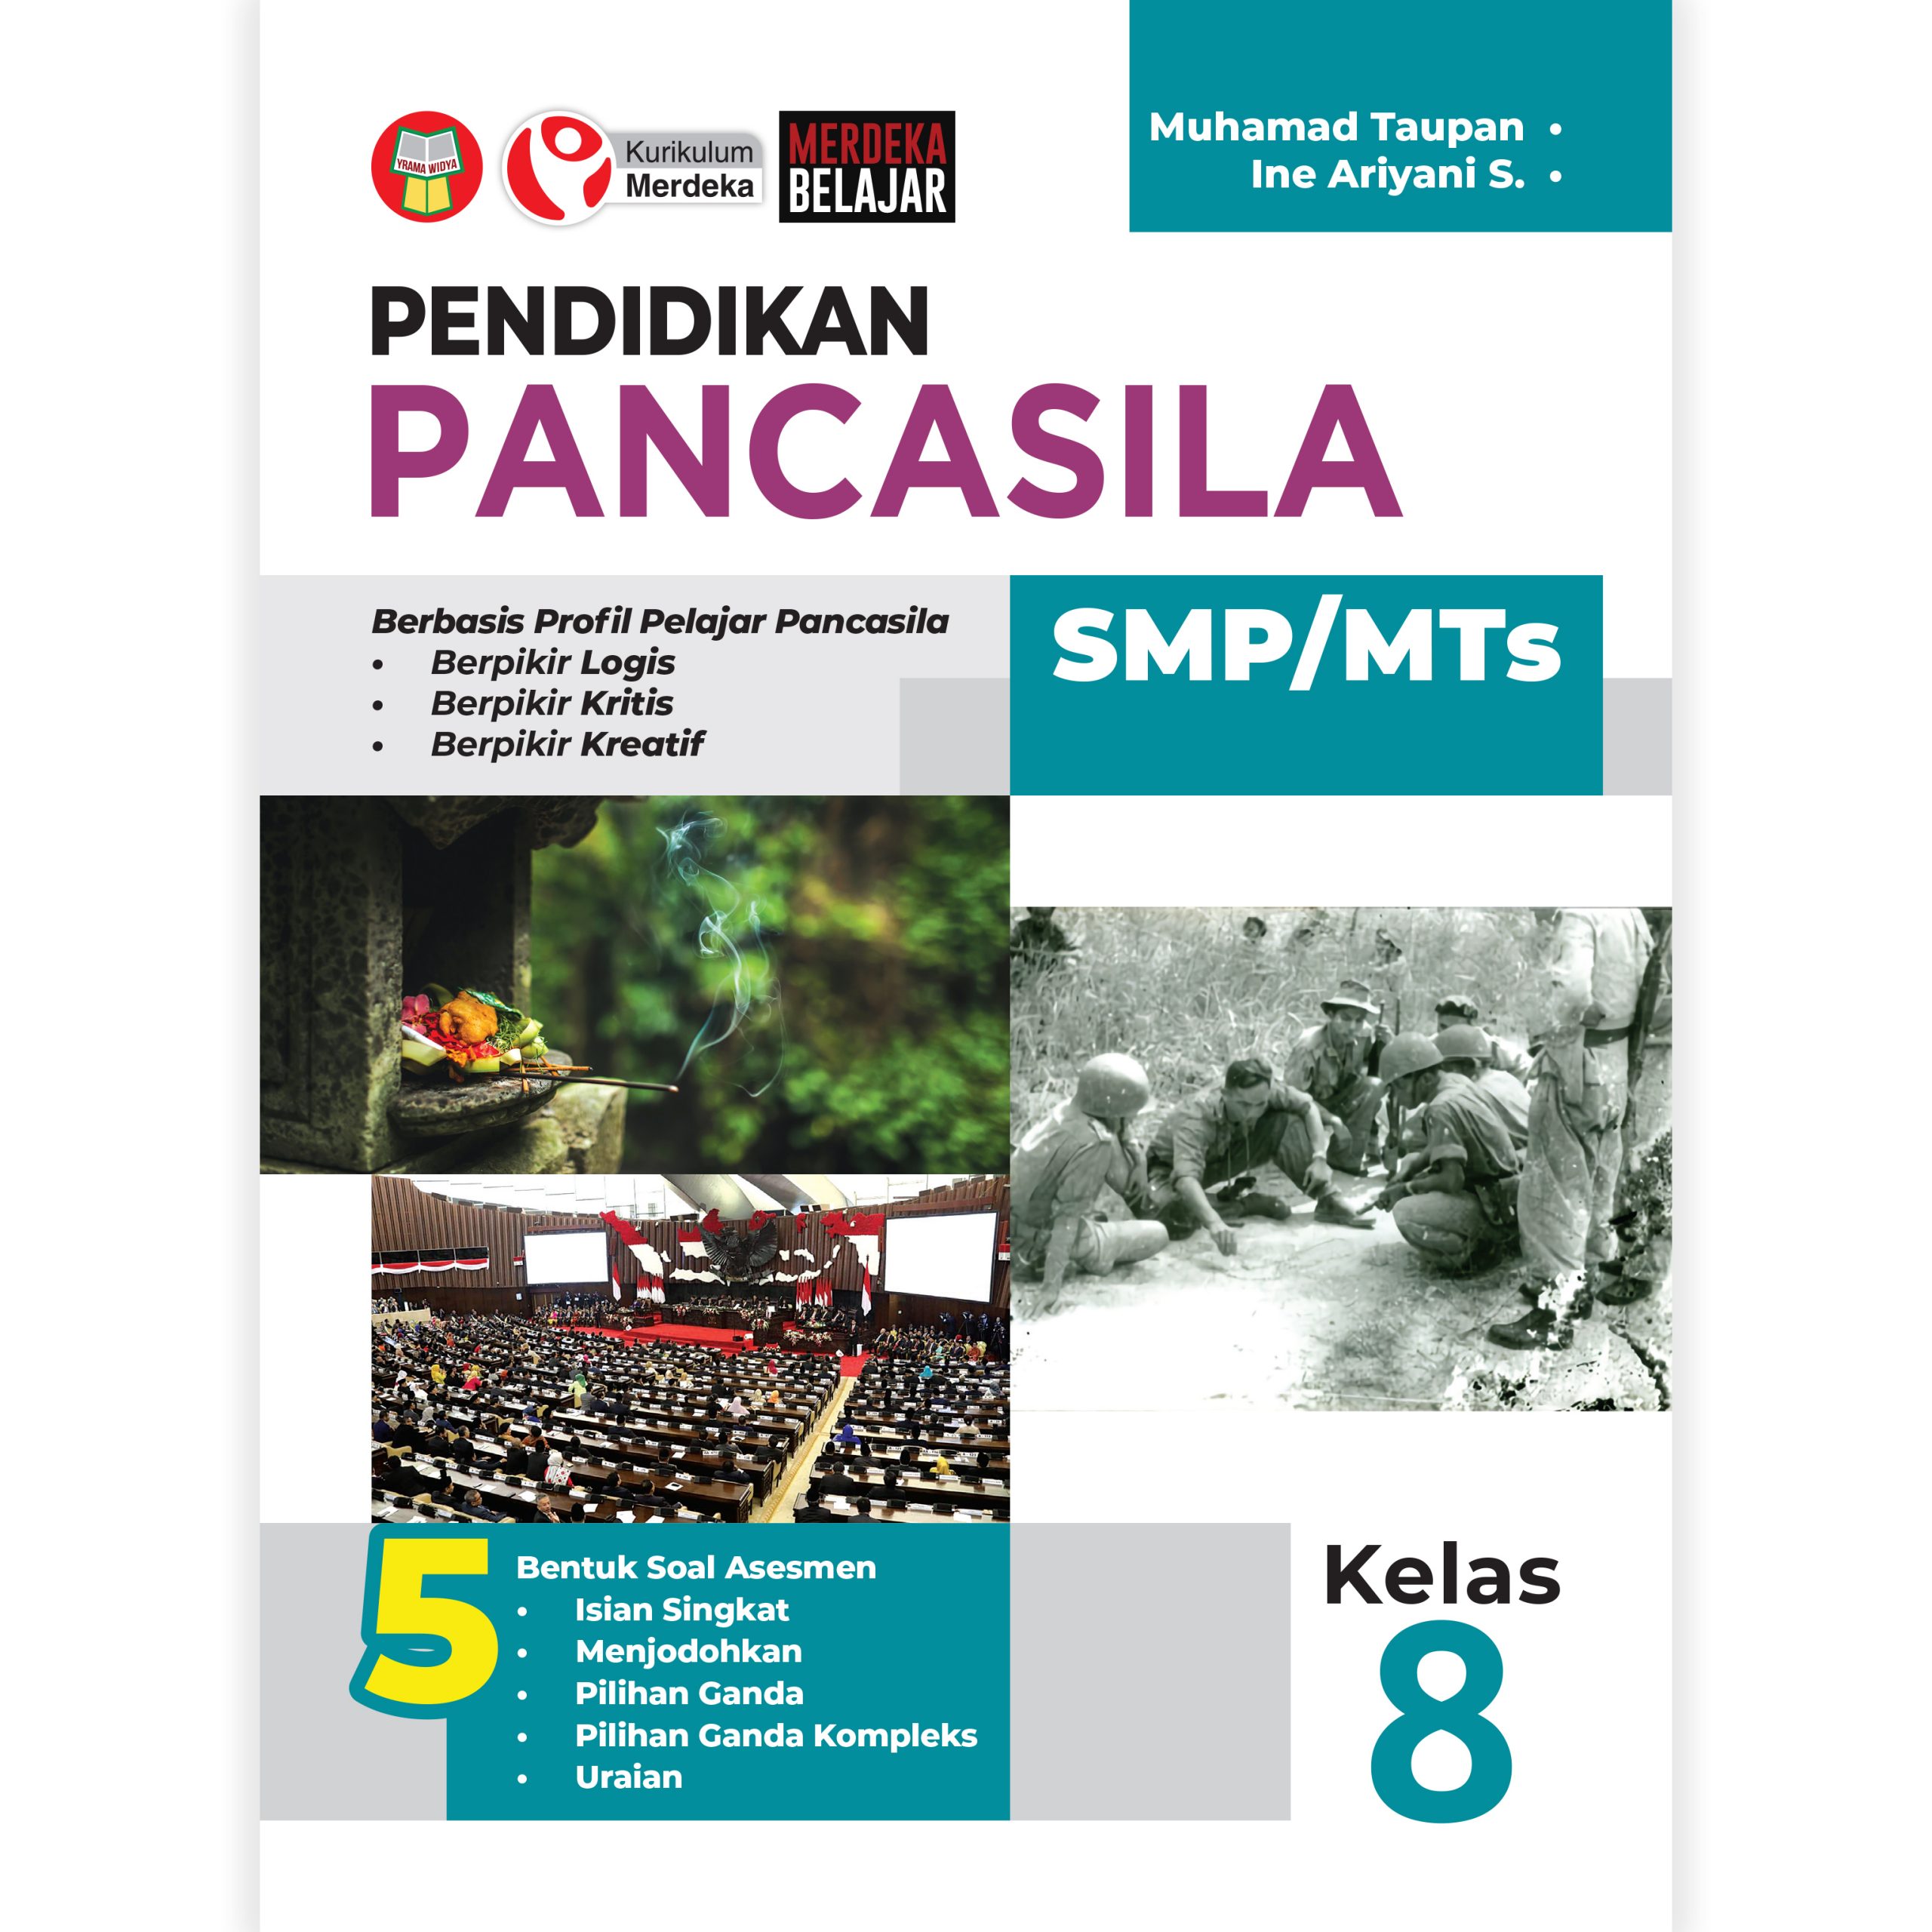 YRAMA WIDYA
Kurikulum
Merdeka
MERDEKA
BELAJAR
Muhamad Taupan •
Ine Ariyani S. •
PENDIDIKAN
PANCASILA
Berbasis Profil Pelajar Pancasila
• Berpikir Logis
• Berpikir Kritis
• Berpikir Kreatif
SMP/MTs
5
Bentuk Soal Asesmen
• Isian Singkat
• Menjodohkan
• Pilihan Ganda
• Pilihan Ganda Kompleks
• Uraian
Kelas
8